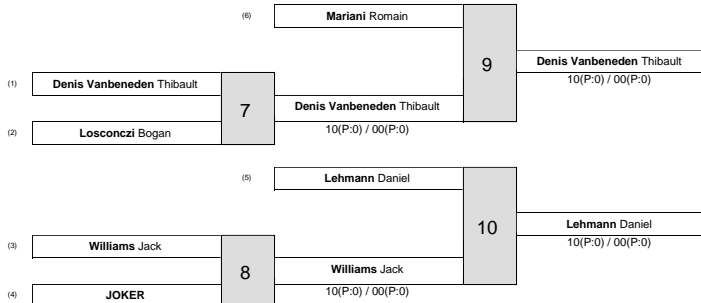 (6) Mariani Romain
9
Denis Vanbeneden Thibault
10(P:0) / 00(P:0)
(1) Denis Vanbeneden Thibault
7
Denis Vanbeneden Thibault
10(P:0) / 00(P:0)
(2) Losconczi Bogan
(5) Lehmann Daniel
10
Lehmann Daniel
10(P:0) / 00(P:0)
(3) Williams Jack
8
Williams Jack
10(P:0) / 00(P:0)
(4) JOKER